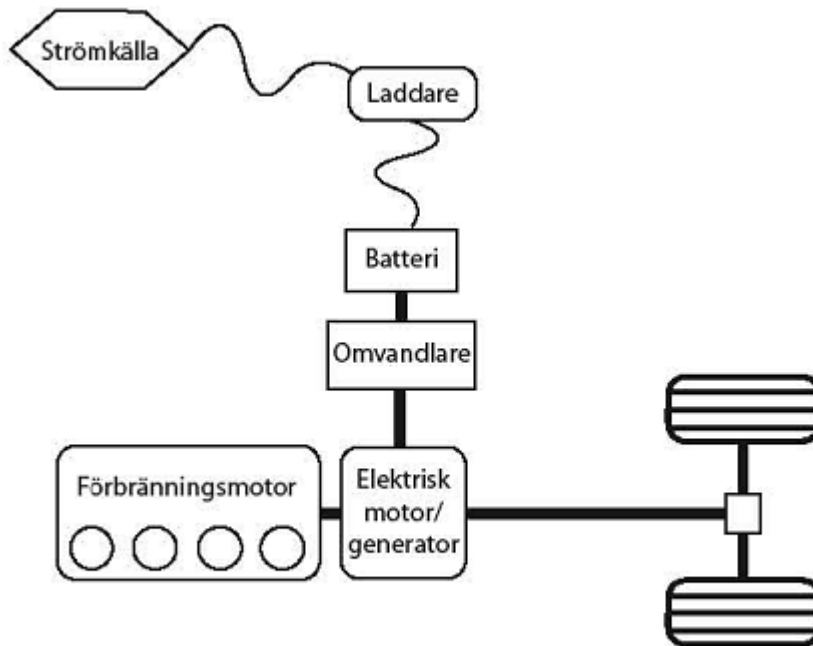 Strömkälla
Laddare
Batteri
Omvandlare
Förbränningsmotor
Elektrisk
motor/
generator